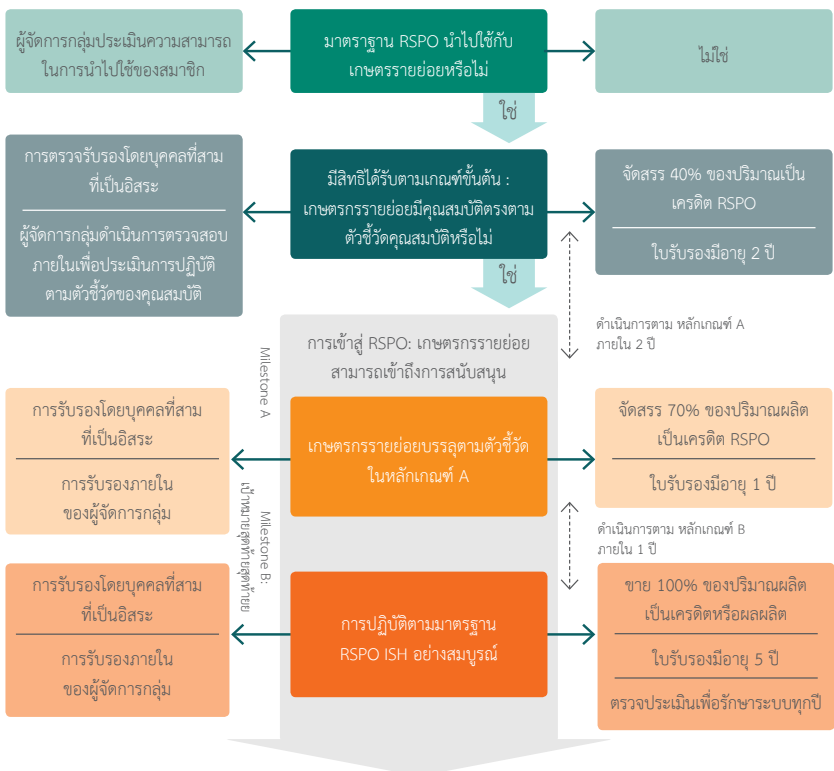 ผู้จัดการกลุ่มประเมินความสามารถ
ในการนำไปใช้ของสมาชิก
มาตราฐาน RSPO นำไปใช้กับ
เกษตรรายย่อยหรือไม่
ไม่ใช่
ใช่
การตรวจรับรองโดยบุคคลที่สาม
ที่เป็นอิสระ
ผู้จัดการกลุ่มดำเนินการตรวจสอบ
ภายในเพื่อประเมินการปฏิบัติ
ตามตัวชี้วัดของคุณสมบัติ
มีสิทธิได้รับตามเกณฑ์ขั้นต้น :
เกษตรกรรายย่อยมีคุณสมบัติตรงตาม
ตัวชี้วัดคุณสมบัติหรือไม่
จัดสรร 40% ของปริมาณเป็น
เครดิต RSPO
ใบรับรองมีอายุ 2 ปี
ใช่
ดำเนินการตาม หลักเกณฑ์ A
ภายใน 2 ปี
การเข้าสู่ RSPO: เกษตรกรรายย่อย
สามารถเข้าถึงการสนับสนุน
Milestone A
การรับรองโดยบุคคลที่สาม
ที่เป็นอิสระ
การรับรองภายใน
ของผู้จัดการกลุ่ม
เกษตรกรรายย่อยบรรลุตามตัวชี้วัด
ในหลักเกณฑ์ A
จัดสรร 70% ของปริมาณผลิต
เป็นเครดิต RSPO
ใบรับรองมีอายุ 1 ปี
ดำเนินการตาม หลักเกณฑ์ B
ภายใน 1 ปี
Milestone B:
เป้าหมายสุดท้ายสุดท้ายย
การรับรองโดยบุคคลที่สาม
ที่เป็นอิสระ
การรับรองภายใน
ของผู้จัดการกลุ่ม
การปฏิบัติตามมาตรฐาน
RSPO ISH อย่างสมบูรณ์
ขาย 100% ของปริมาณผลิต
เป็นเครดิตหรือผลผลิต
ใบรับรองมีอายุ 5 ปี
ตรวจประเมินเพื่อรักษาระบบทุกปี